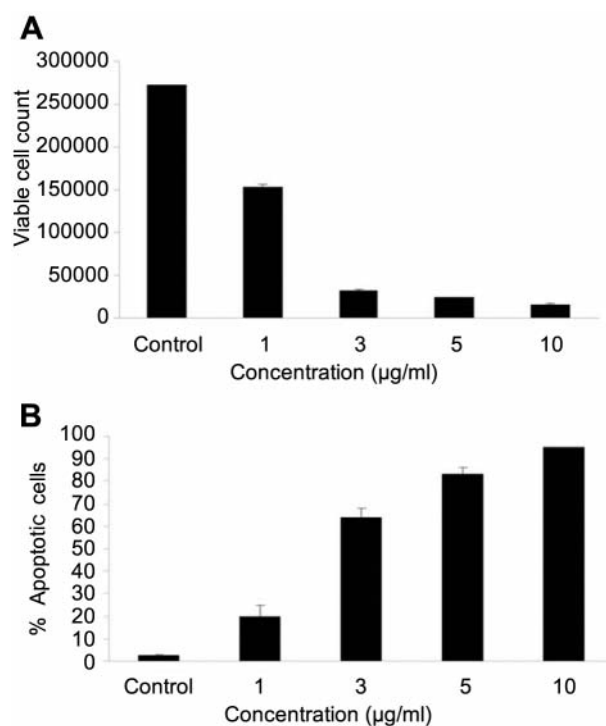 A
Viable cell count
300000
250000
200000
150000
100000
50000
0
Control 1 3 5 10
Concentration (µg/ml)
B
% Apoptotic cells
100
90
80
70
60
50
40
30
20
10
0
Control 1 3 5 10
Concentration (µg/ml)